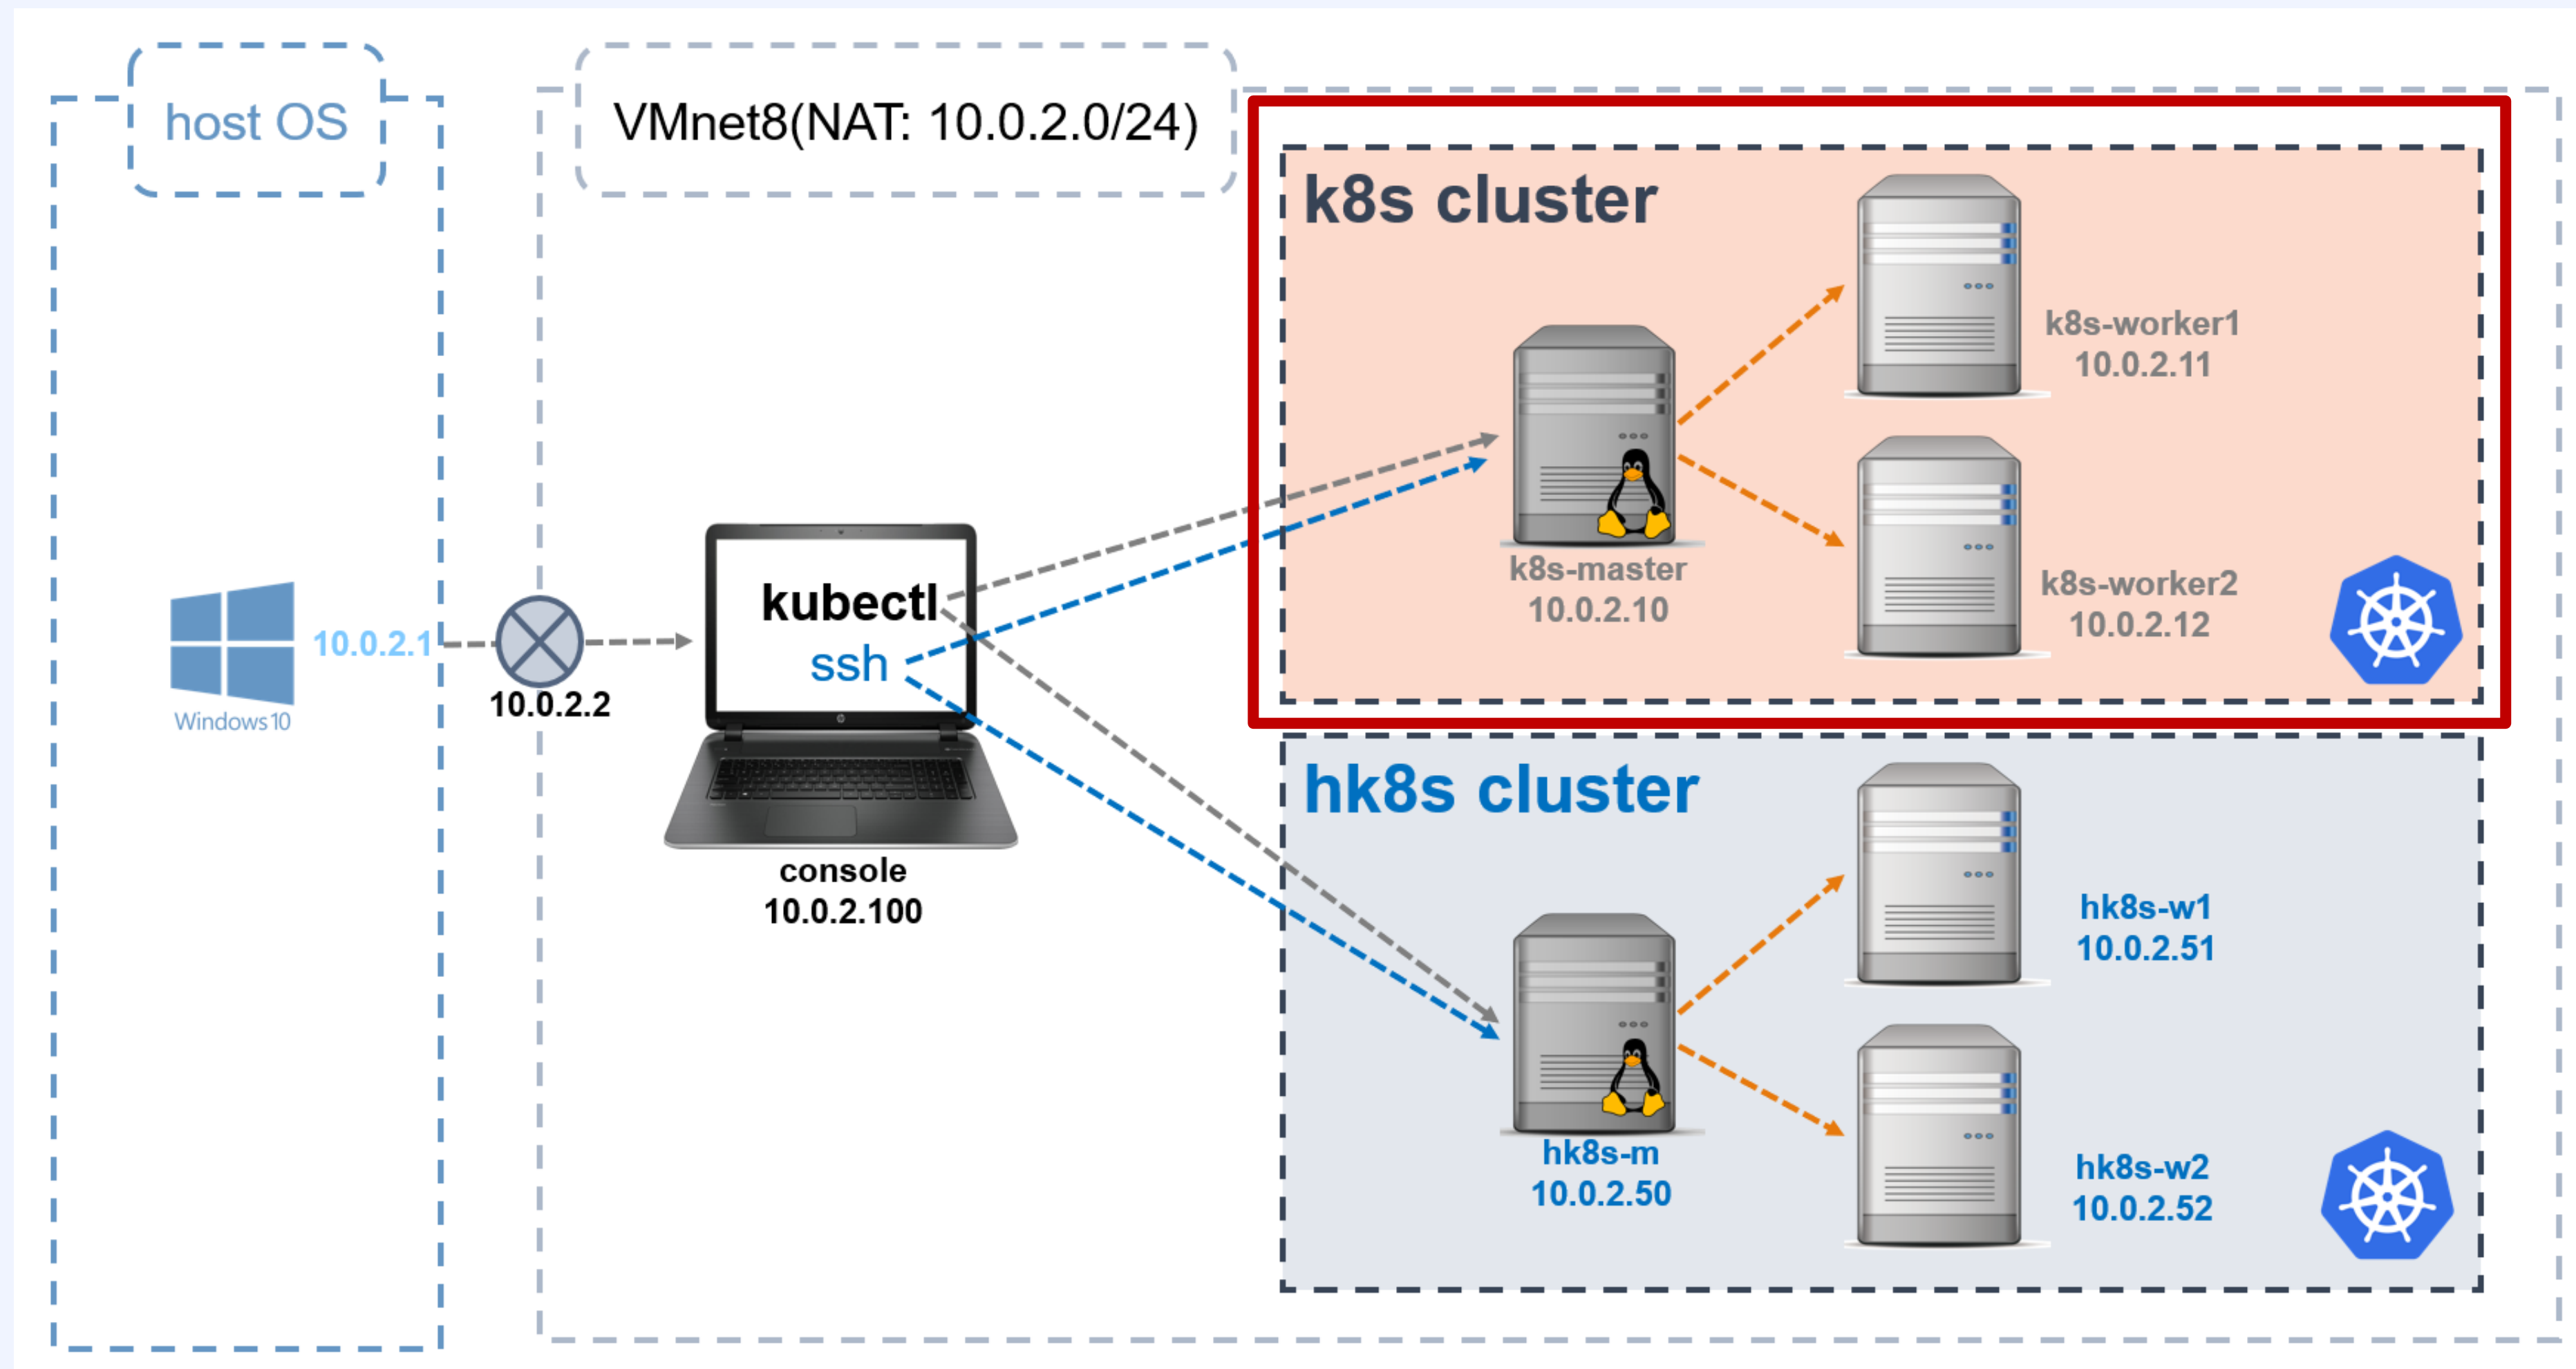 host OS
VMnet8(NAT: 10.0.2.0/24)
k8s cluster
k8s-worker1
10.0.2.11
k8s-master
10.0.2.10
k8s-worker2
10.0.2.12
Windows 10
10.0.2.1
10.0.2.2
kubectl
ssh
console
10.0.2.100
hk8s cluster
hk8s-w1
10.0.2.51
hk8s-m
10.0.2.50
hk8s-w2
10.0.2.52